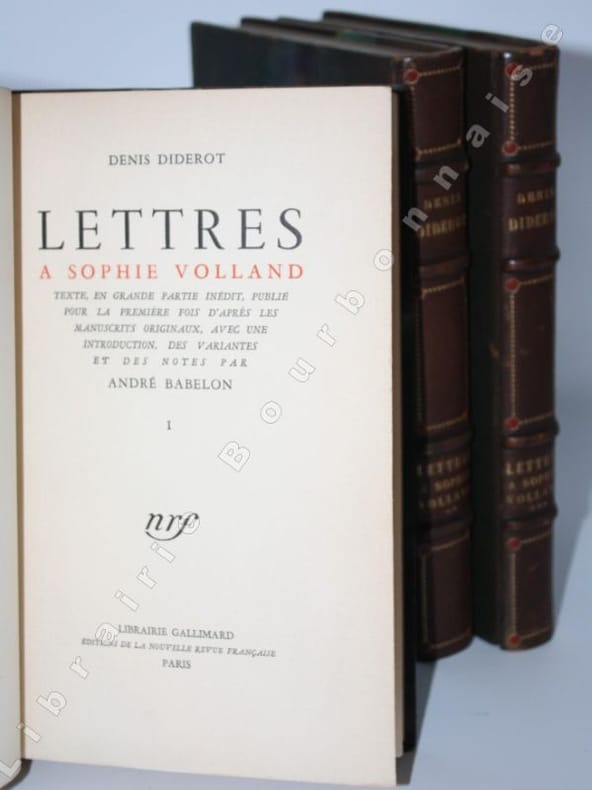 DENIS DIDEROT
LETTRES
A SOPHIE VOLLAND
TEXTE, EN GRANDE PARTIE INÉDIT, PUBLIÉ
POUR LA PREMIÈRE FOIS D'APRÈS LES
MANUSCRITS ORIGINAUX, AVEC UNE
INTRODUCTION, DES VARIANTES
ET DES NOTES PAR
ANDRÉ BABELON
I
nrf
LIBRAIRIE GALLIMARD
ÉDITIONS DE LA NOUVELLE REVUE FRANÇAISE
PARIS
DENIS
DIDEROT
LETTRES
A SOPHIE
VOLLAND
**
DENIS
DIDEROT
LETTRES
A SOPHIE
VOLLAND
***
Librairie Bourbonnaise